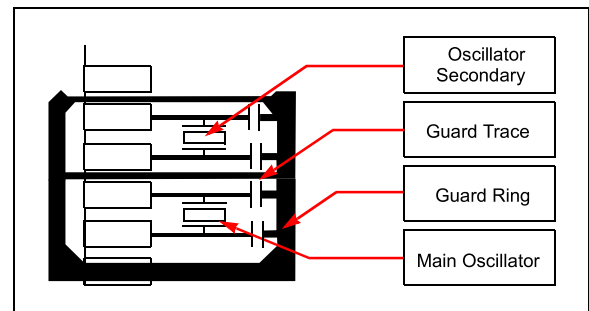 Oscillator
Secondary
Guard Trace
Guard Ring
Main Oscillator